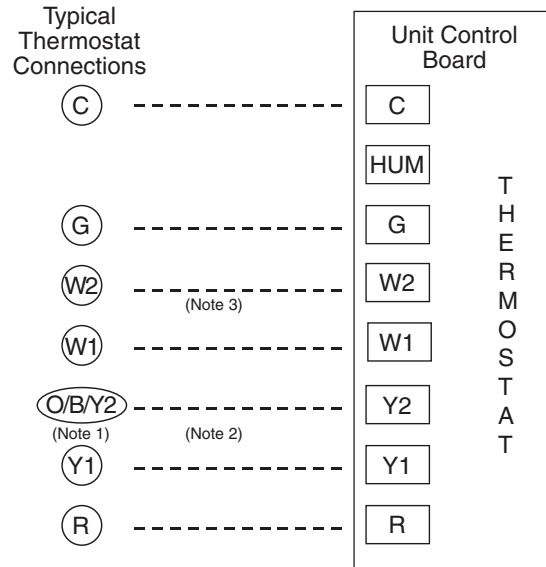 Typical
Thermostat
Connections
Unit Control
Board
C
C
HUM
G
G
W2
(Note 3)
W2
W1
W1
O/B/Y2
(Note 1)
(Note 2)
Y2
Y1
Y1
R
R
THERMOSTAT